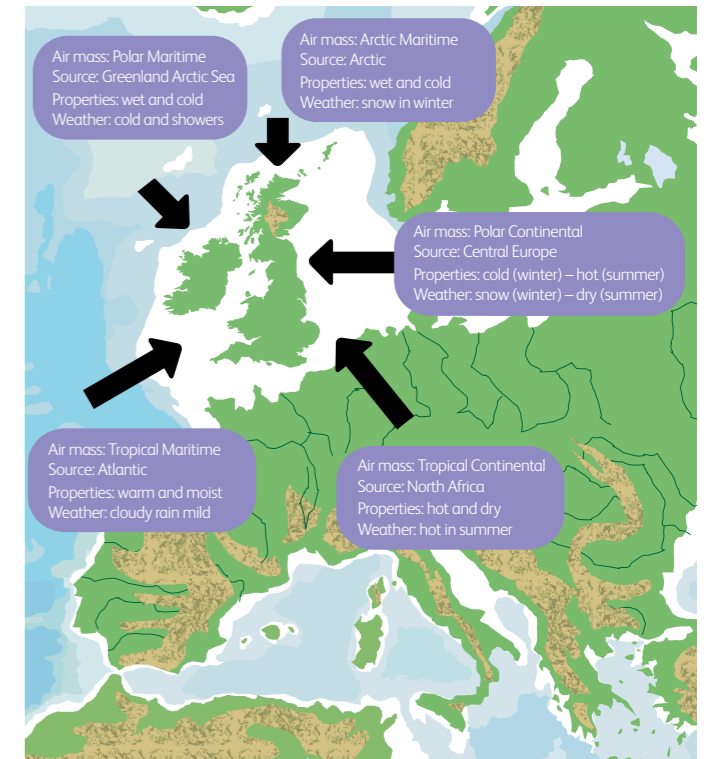 Air mass: Polar Maritime
Source: Greenland Arctic Sea
Properties: wet and cold
Weather: cold and showers
Air mass: Arctic Maritime
Source: Arctic
Properties: wet and cold
Weather: snow in winter
Air mass: Polar Continental
Source: Central Europe
Properties: cold (winter) – hot (summer)
Weather: snow (winter) – dry (summer)
Air mass: Tropical Maritime
Source: Atlantic
Properties: warm and moist
Weather: cloudy rain mild
Air mass: Tropical Continental
Source: North Africa
Properties: hot and dry
Weather: hot in summer